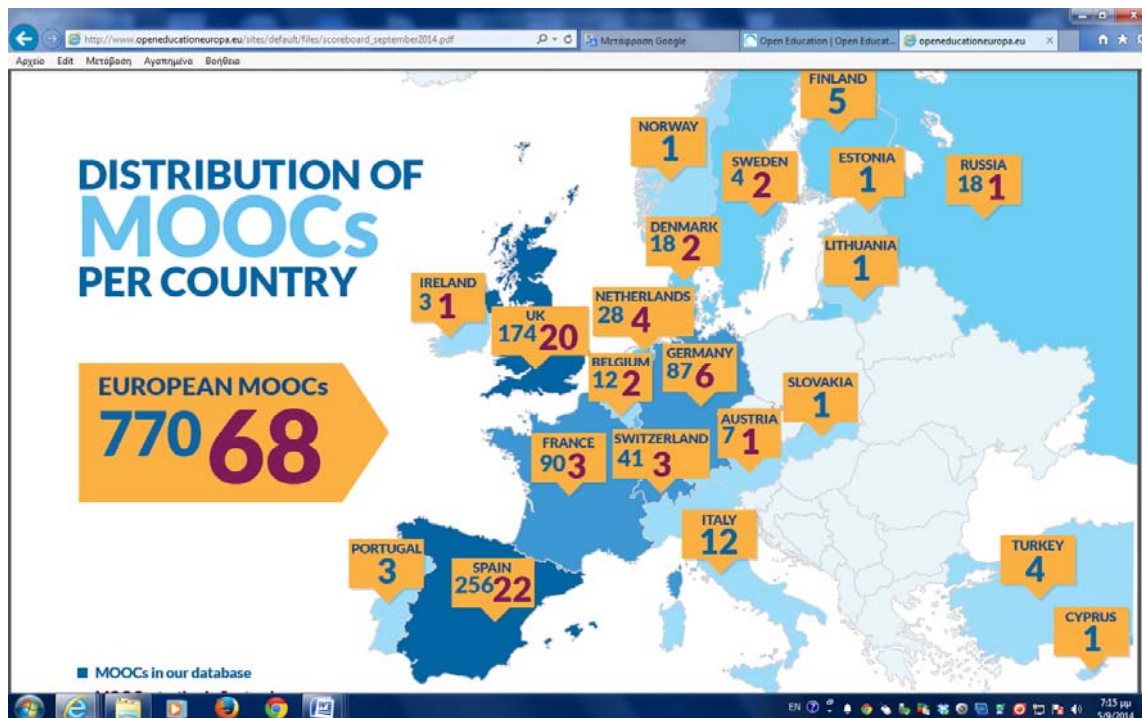 http://www.openeducationeuropa.eu/sites/default/files/scoreboard_september2014.pdf
Μετάφραση Google
Open Education | Open Educat...
openeducationeuropa.eu
Αρχείο Edit Μετάβαση Αγαπημένα Βοήθεια
DISTRIBUTION OF
MOOCs
PER COUNTRY
EUROPEAN MOOCs
770 68
FINLAND
5
NORWAY
1
SWEDEN
4 2
ESTONIA
1
RUSSIA
18 1
DENMARK
18 2
LITHUANIA
1
IRELAND
3 1
UK
174 20
NETHERLANDS
28 4
BELGIUM
12 2
GERMANY
87 6
SLOVAKIA
1
AUSTRIA
7 1
FRANCE
90 3
SWITZERLAND
41 3
ITALY
12
PORTUGAL
3
SPAIN
256 22
TURKEY
4
CYPRUS
1
MOOCs in our database
EN
7:15 μμ
5/9/2014